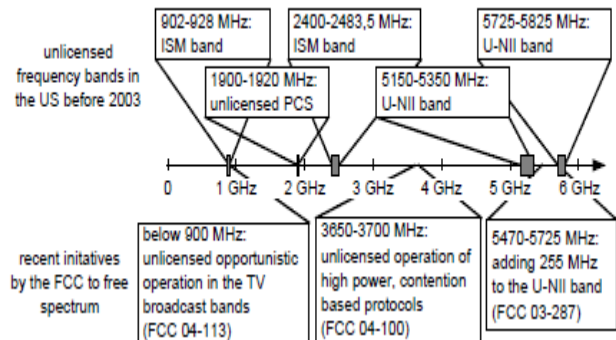 902-928 MHz:
ISM band
2400-2483,5 MHz:
ISM band
5725-5825 MHz:
U-NII band
unlicensed
frequency bands in
the US before 2003
1900-1920 MHz:
unlicensed PCS
5150-5350 MHz:
U-NII band
0 1 GHz 2 GHz 3 GHz 4 GHz 5 GHz 6 GHz
recent initatives
by the FCC to free
spectrum
below 900 MHz:
unlicensed opportunistic
operation in the TV
broadcast bands
(FCC 04-113)
3650-3700 MHz:
unlicensed operation of
high power, contention
based protocols
(FCC 04-100)
5470-5725 MHz:
adding 255 MHz
to the U-NII band
(FCC 03-287)